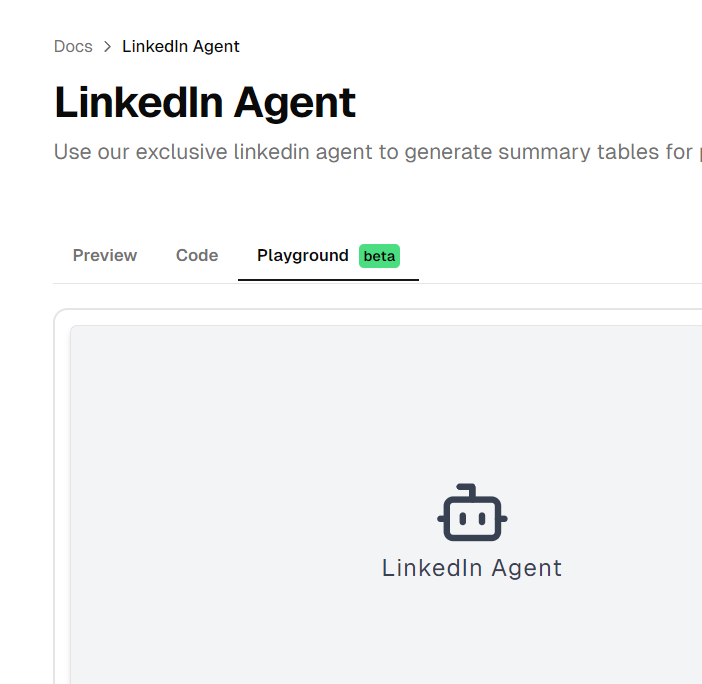 Docs > LinkedIn Agent
LinkedIn Agent
Use our exclusive linkedin agent to generate summary tables for
Preview Code Playground beta
LinkedIn Agent